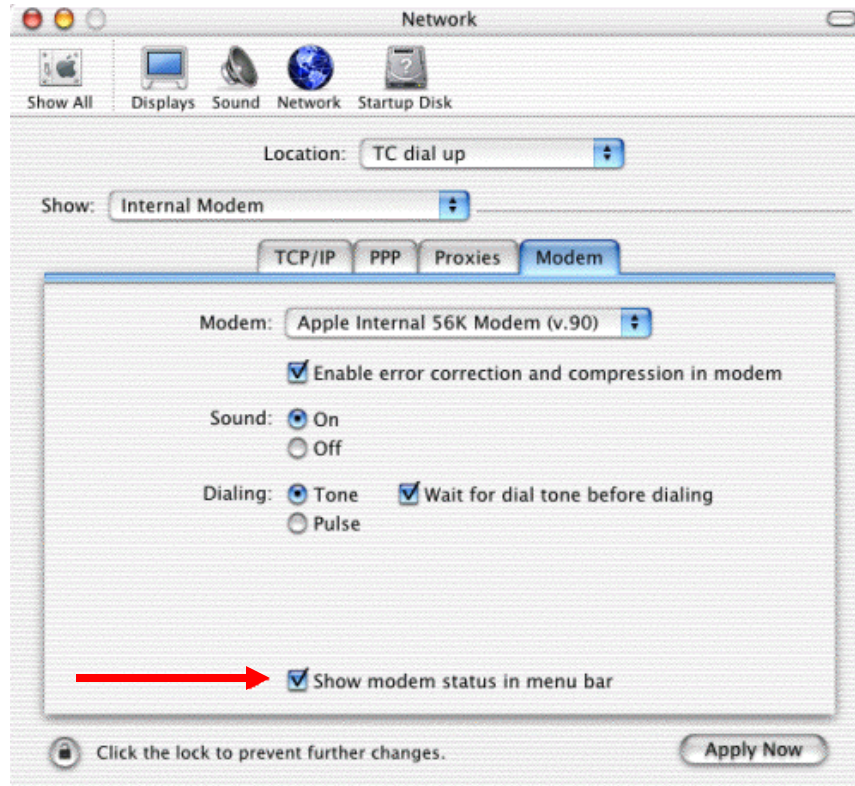 Network
Show All Displays Sound Network Startup Disk
Location: TC dial up
Show: Internal Modem
TCP/IP PPP Proxies Modem
Modem: Apple Internal 56K Modem (v.90)
Enable error correction and compression in modem
Sound: On
Off
Dialing: Tone Wait for dial tone before dialing
Pulse
Show modem status in menu bar
Click the lock to prevent further changes. Apply Now